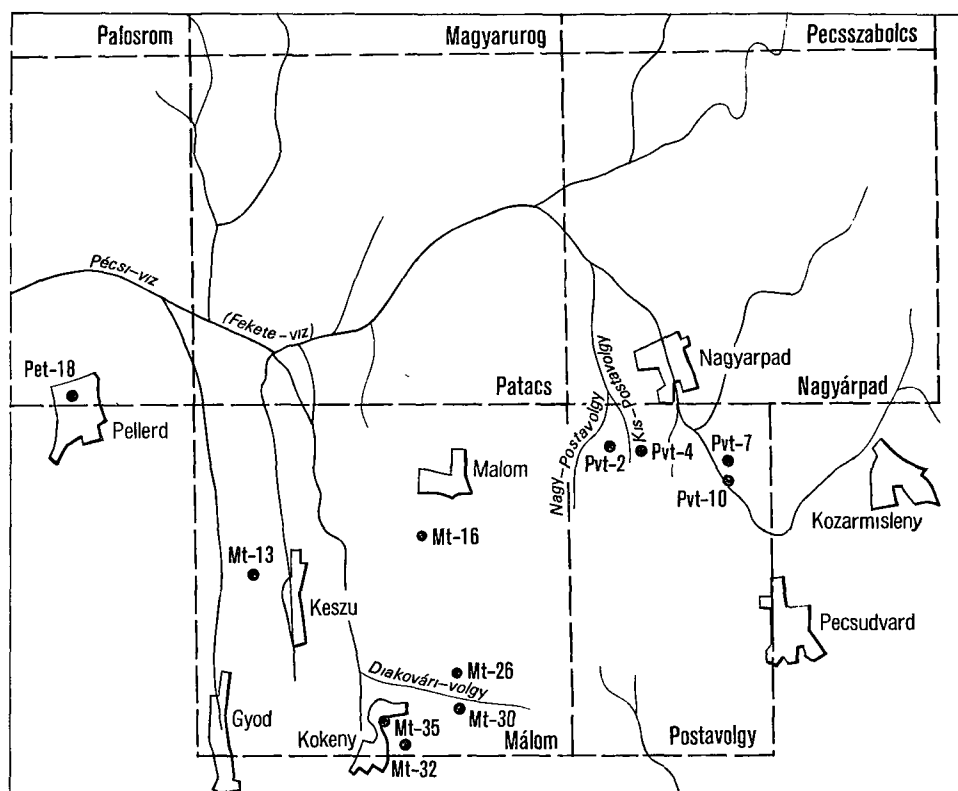 Palosrom
Magyarurog
Pecsszabolcs
Pécsi-viz
(Fekete-viz)
Pet-18
Pellerd
Patacs
Kis-Postavolgy
Nagyarpad
Nagyárpad
Nagy-Postavolgy
Pvt-2
Pvt-4
Pvt-7
Pvt-10
Malom
Kozarmisleny
Mt-16
Mt-13
Keszu
Pecsudvard
Mt-26
Diakovári-volgy
Mt-30
Gyod
Kokeny
Mt-35
Mt-32
Málom
Postavolgy